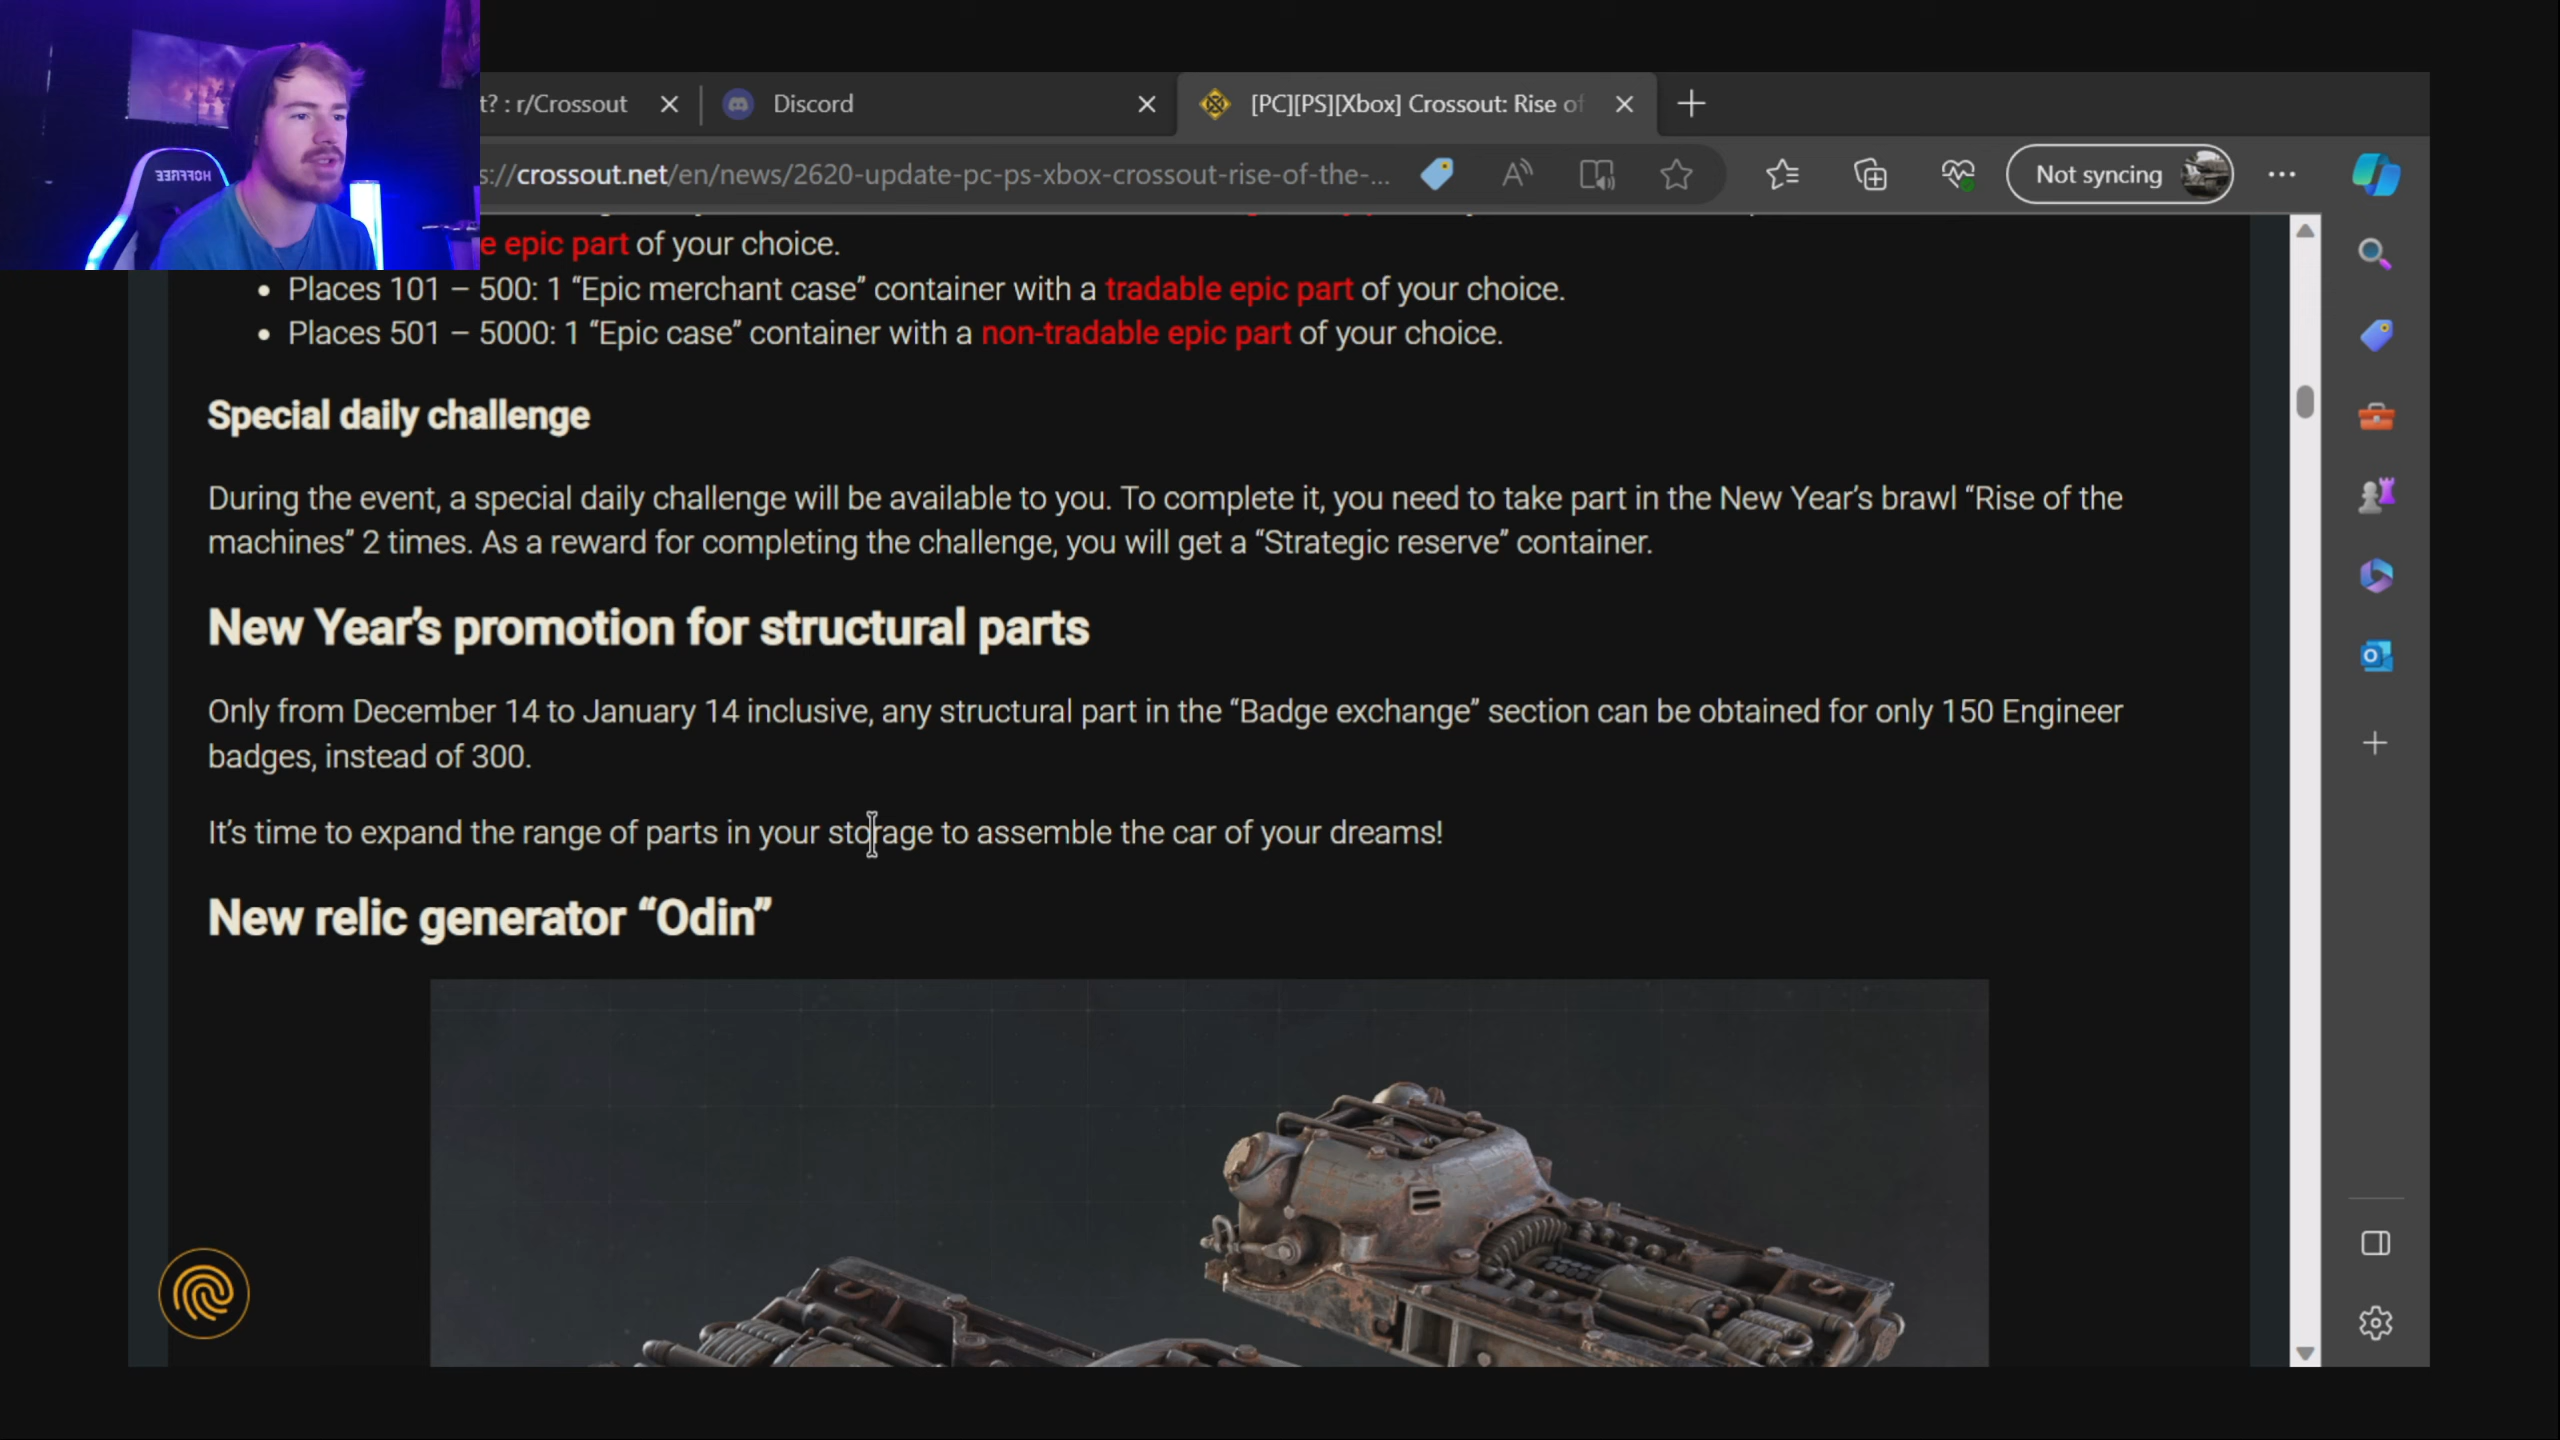 t? : r/Crossout
Discord
[PC][PS][Xbox] Crossout: Rise of
s://crossout.net/en/news/2620-update-pc-ps-xbox-crossout-rise-of-the-...
Not syncing
HOFFREE
e epic part of your choice.
• Places 101 – 500: 1 “Epic merchant case” container with a tradable epic part of your choice.
• Places 501 – 5000: 1 “Epic case” container with a non-tradable epic part of your choice.
Special daily challenge
During the event, a special daily challenge will be available to you. To complete it, you need to take part in the New Year’s brawl “Rise of the
machines” 2 times. As a reward for completing the challenge, you will get a “Strategic reserve” container.
New Year’s promotion for structural parts
Only from December 14 to January 14 inclusive, any structural part in the “Badge exchange” section can be obtained for only 150 Engineer
badges, instead of 300.
It’s time to expand the range of parts in your storage to assemble the car of your dreams!
New relic generator “Odin”